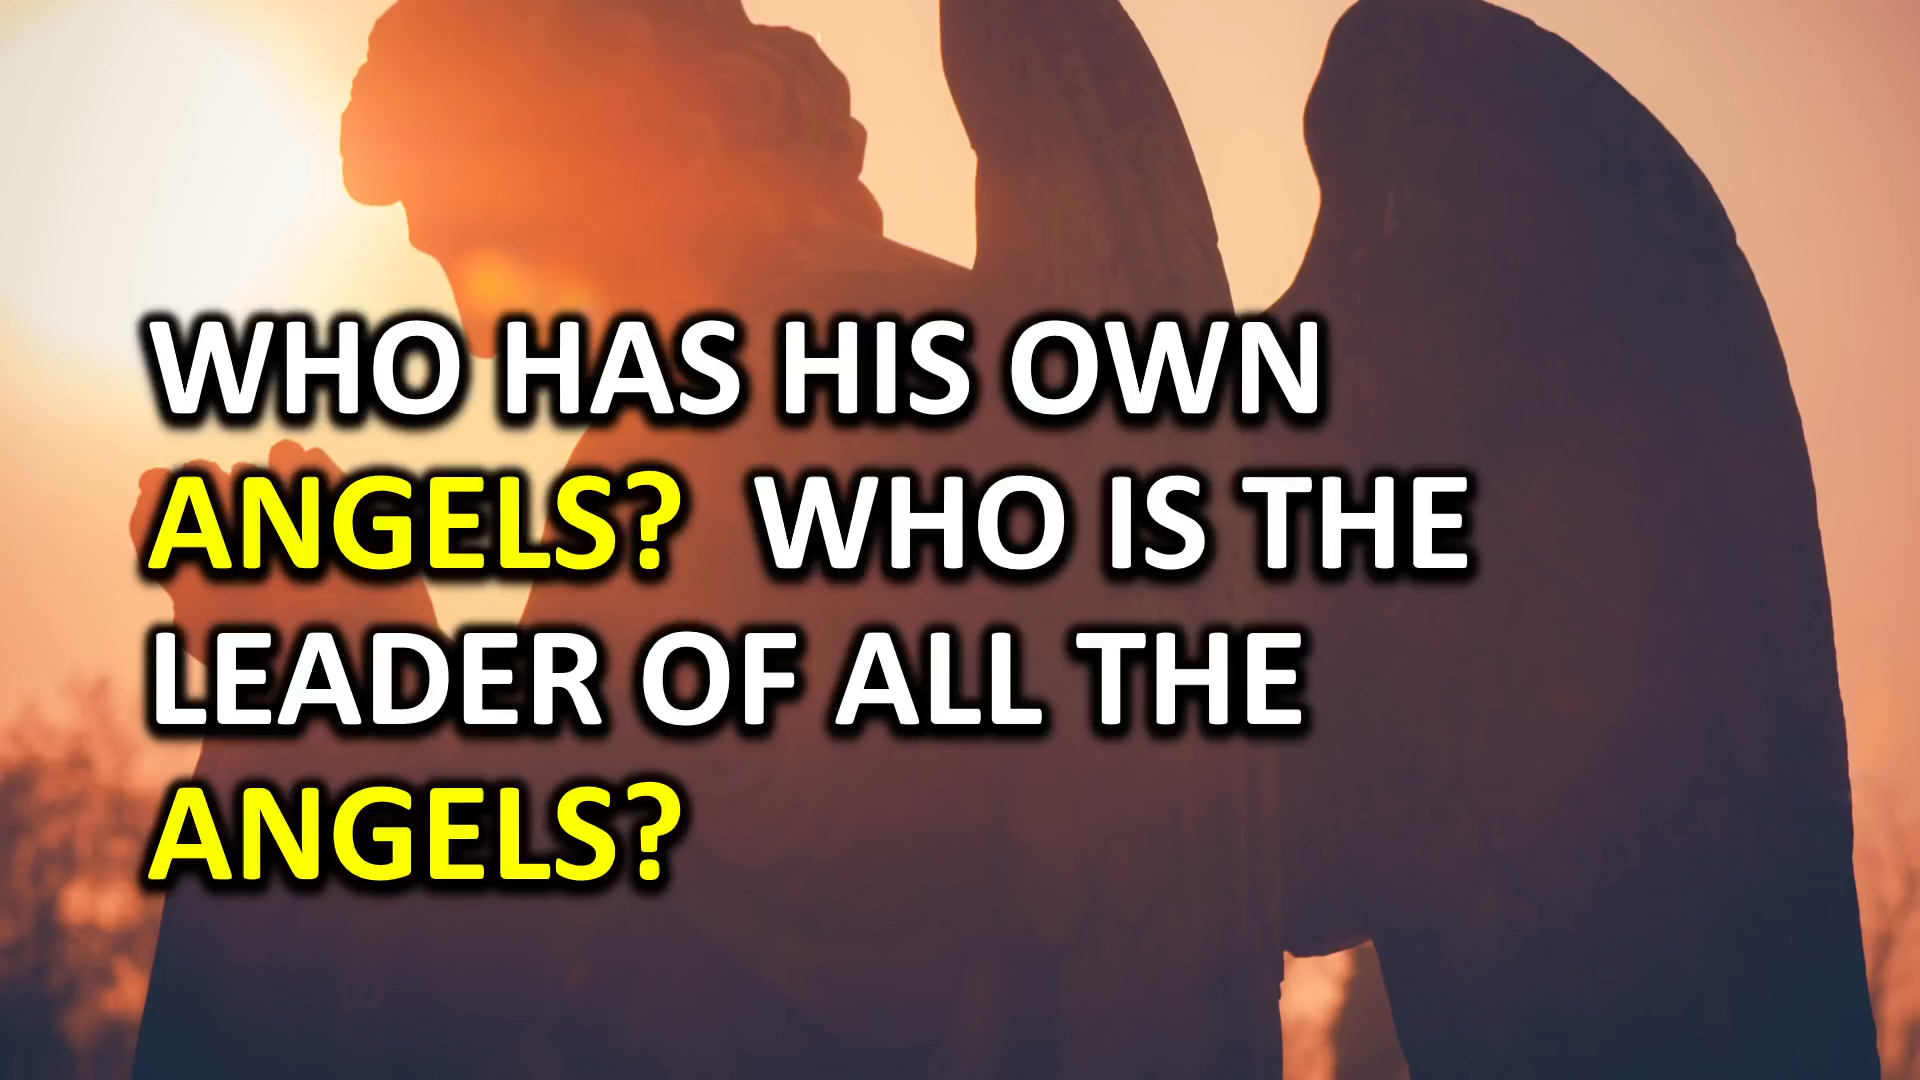 WHO HAS HIS OWN
ANGELS? WHO IS THE
LEADER OF ALL THE
ANGELS?